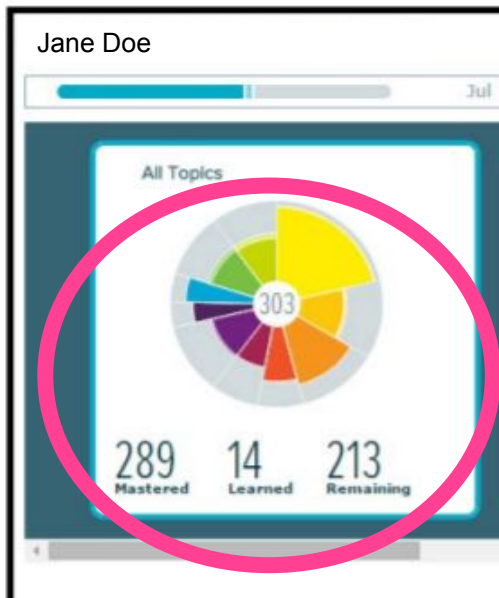 Jane Doe
Jul
All Topics
303
289 14 213
Mastered Learned Remaining